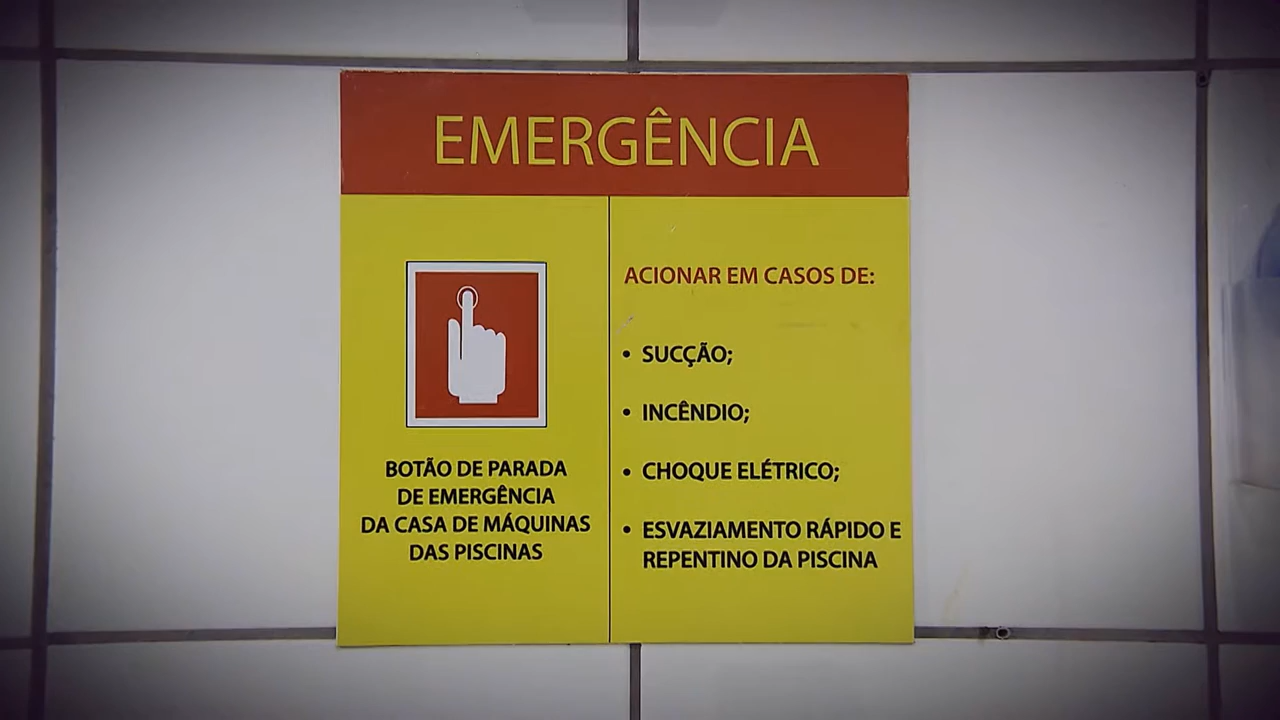 EMERGÊNCIA
BOTÃO DE PARADA
DE EMERGÊNCIA
DA CASA DE MÁQUINAS
DAS PISCINAS
ACIONAR EM CASOS DE:
• SUCÇÃO;
• INCÊNDIO;
• CHOQUE ELÉTRICO;
• ESVAZIAMENTO RÁPIDO E
REPENTINO DA PISCINA